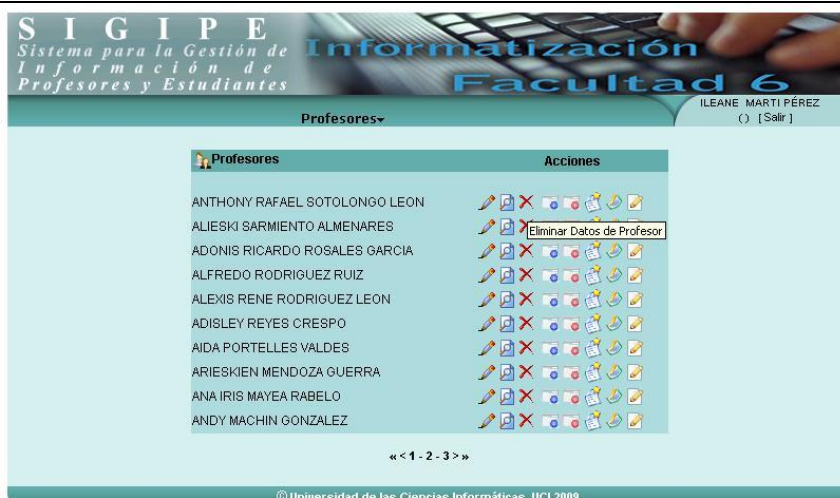 S I G I P E
Sistema para la Gestión de
Información de
Profesores y Estudiantes
Informatización
Facultad 6
ILEANE MARTI PÉREZ
() [ Salir ]
Profesores
Profesores Acciones
ANTHONY RAFAEL SOTOLONGO LEON
ALIESKI SARMIENTO ALMENARES
Eliminar Datos de Profesor
ADONIS RICARDO ROSALES GARCIA
ALFREDO RODRIGUEZ RUIZ
ALEXIS RENE RODRIGUEZ LEON
ADISLEY REYES CRESPO
AIDA PORTELLES VALDES
ARIESKIEN MENDOZA GUERRA
ANA IRIS MAYEA RABELO
ANDY MACHIN GONZALEZ
« < 1 - 2 - 3 > »
© Universidad de las Ciencias Informáticas, UCI 2009